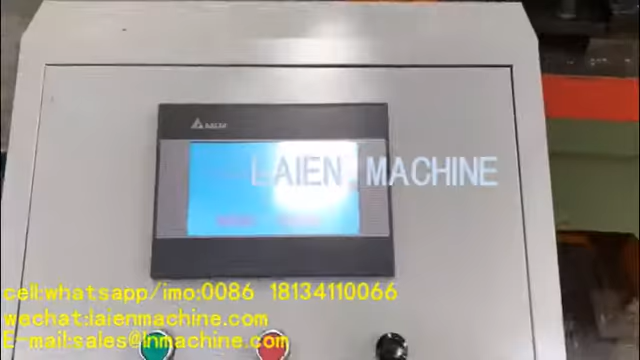 LAIEN MACHINE
cell:whatsapp/imo:0086 18134110066
wechat:laienmachine.com
E-mail:sales@lnmachine.com